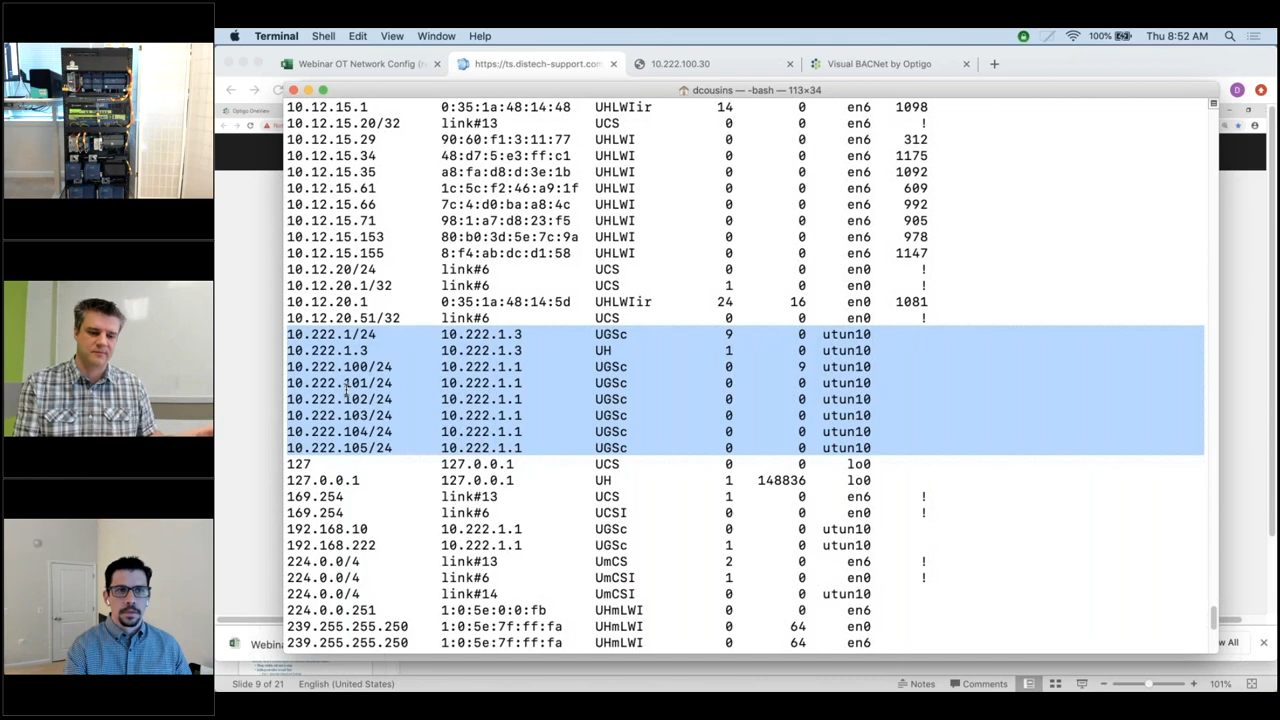 Terminal Shell Edit View Window Help 100% Thu 8:52 AM
Webinar OT Network Config (re × https://ts.distech-support.com × 10.222.100.30 × Visual BACNet by Optigo × +
dcousins — -bash — 113×34
D
Optigo OneView
10.12.15.1 0:35:1a:48:14:48 UHLWIir 14 0 en6 1098
10.12.15.20/32 link#13 UCS 0 0 en6 !
10.12.15.29 90:60:f1:3:11:77 UHLWI 0 0 en6 312
10.12.15.34 48:d7:5:e3:ff:c1 UHLWI 0 0 en6 1175
10.12.15.35 a8:fa:d8:d:3e:1b UHLWI 0 0 en6 1092
10.12.15.61 1c:5c:f2:46:a9:1f UHLWI 0 0 en6 609
10.12.15.66 7c:4:d0:ba:a8:4c UHLWI 0 0 en6 992
10.12.15.71 98:1:a7:d8:23:f5 UHLWI 0 0 en6 905
10.12.15.153 80:b0:3d:5e:7c:9a UHLWI 0 0 en6 978
10.12.15.155 8:f4:ab:dc:d1:58 UHLWI 0 0 en6 1147
10.12.20/24 link#6 UCS 0 0 en0 !
10.12.20.1/32 link#6 UCS 1 0 en0 !
10.12.20.1 0:35:1a:48:14:5d UHLWIir 24 16 en0 1081
10.12.20.51/32 link#6 UCS 0 0 en0 !
10.222.1/24 10.222.1.3 UGSc 9 0 utun10
10.222.1.3 10.222.1.3 UH 1 0 utun10
10.222.100/24 10.222.1.1 UGSc 0 9 utun10
10.222.101/24 10.222.1.1 UGSc 0 0 utun10
10.222.102/24 10.222.1.1 UGSc 0 0 utun10
10.222.103/24 10.222.1.1 UGSc 0 0 utun10
10.222.104/24 10.222.1.1 UGSc 0 0 utun10
10.222.105/24 10.222.1.1 UGSc 0 0 utun10
127 127.0.0.1 UCS 0 0 lo0
127.0.0.1 127.0.0.1 UH 1 148836 lo0
169.254 link#13 UCS 1 0 en6 !
169.254 link#6 UCSI 0 0 en0 !
192.168.10 10.222.1.1 UGSc 0 0 utun10
192.168.222 10.222.1.1 UGSc 1 0 utun10
224.0.0/4 link#13 UmCS 2 0 en6 !
224.0.0/4 link#6 UmCSI 1 0 en0 !
224.0.0/4 link#14 UmCSI 0 0 utun10
224.0.0.251 1:0:5e:0:0:fb UHmLWI 0 0 en6
239.255.255.250 1:0:5e:7f:ff:fa UHmLWI 0 64 en0
239.255.255.250 1:0:5e:7f:ff:fa UHmLWI 0 64 en6
Webina
w All ×
Slide 9 of 21 English (United States) Notes Comments 101%